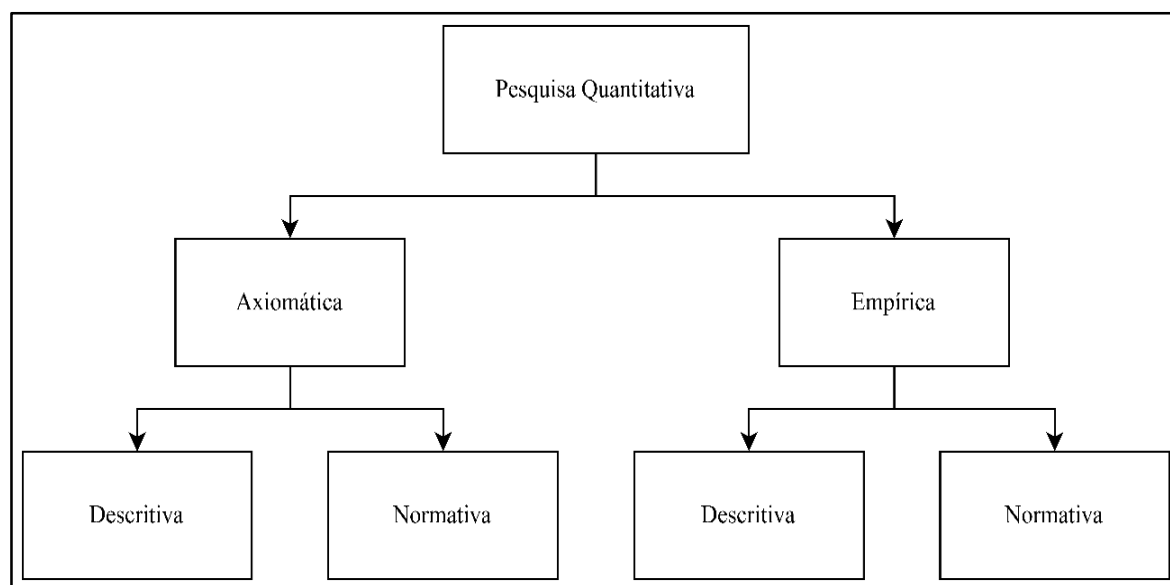 Pesquisa Quantitativa
Axiomática
Empírica
Descritiva
Normativa
Descritiva
Normativa